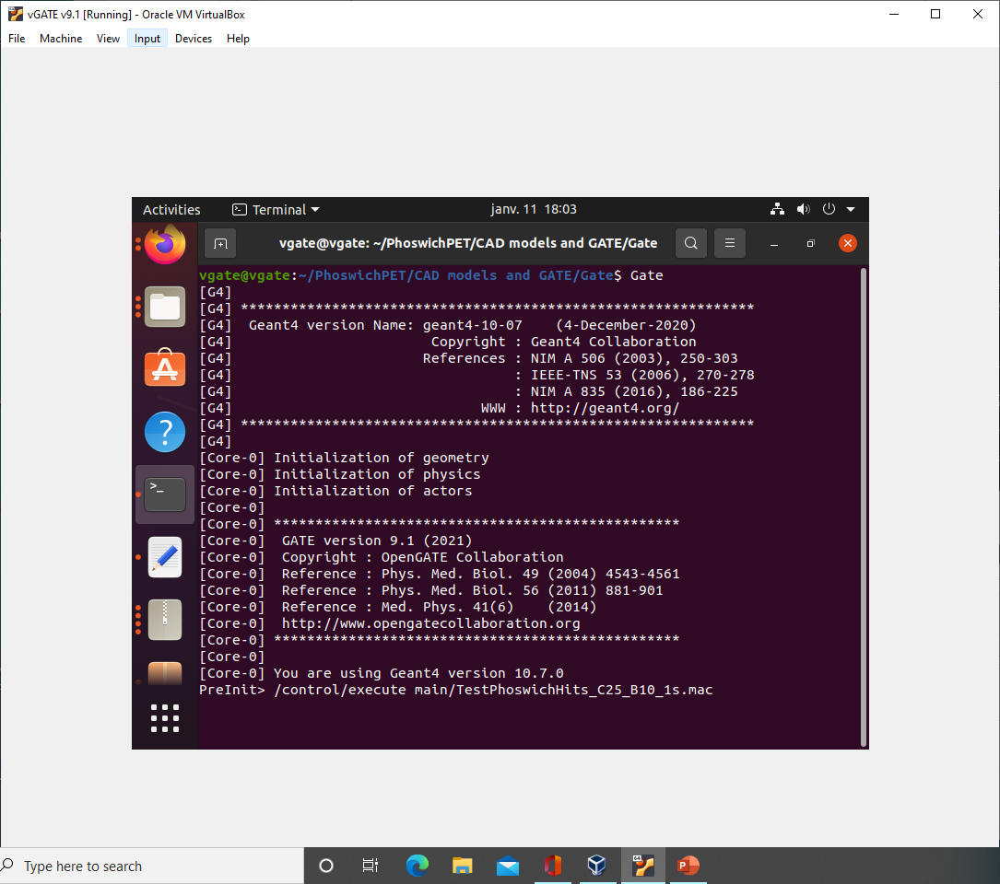 vGATE v9.1 [Running] - Oracle VM VirtualBox
File Machine View Input Devices Help
Activities Terminal janv. 11 18:03
vgate@vgate: ~/PhoswichPET/CAD models and GATE/Gate
vgate@vgate:~/PhoswichPET/CAD models and GATE/Gate$ Gate
[G4]
[G4] **************************************************************
[G4]  Geant4 version Name: geant4-10-07    (4-December-2020)
[G4]                        Copyright : Geant4 Collaboration
[G4]                       References : NIM A 506 (2003), 250-303
[G4]                                  : IEEE-TNS 53 (2006), 270-278
[G4]                                  : NIM A 835 (2016), 186-225
[G4]                              WWW : http://geant4.org/
[G4] **************************************************************
[G4]
[Core-0] Initialization of geometry
[Core-0] Initialization of physics
[Core-0] Initialization of actors
[Core-0]
[Core-0] *************************************************
[Core-0]  GATE version 9.1 (2021)
[Core-0]  Copyright : OpenGATE Collaboration
[Core-0]  Reference : Phys. Med. Biol. 49 (2004) 4543-4561
[Core-0]  Reference : Phys. Med. Biol. 56 (2011) 881-901
[Core-0]  Reference : Med. Phys. 41(6)    (2014)
[Core-0]  http://www.opengatecollaboration.org
[Core-0] *************************************************
[Core-0]
[Core-0] You are using Geant4 version 10.7.0
PreInit> /control/execute main/TestPhoswichHits_C25_B10_1s.mac
Type here to search